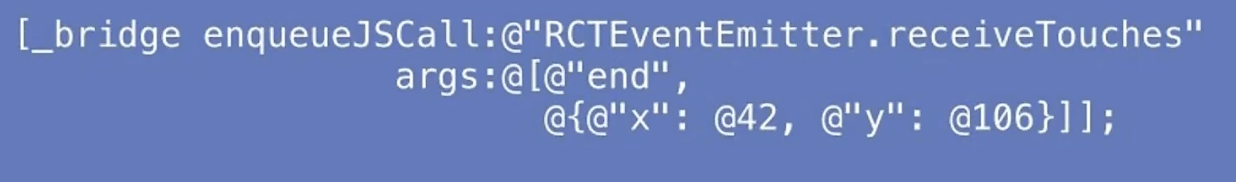 [_bridge enqueueJSCall:@"RCTEventEmitter.receiveTouches"
args:@[@"end",
@{@"x": @42, @"y": @106}]];